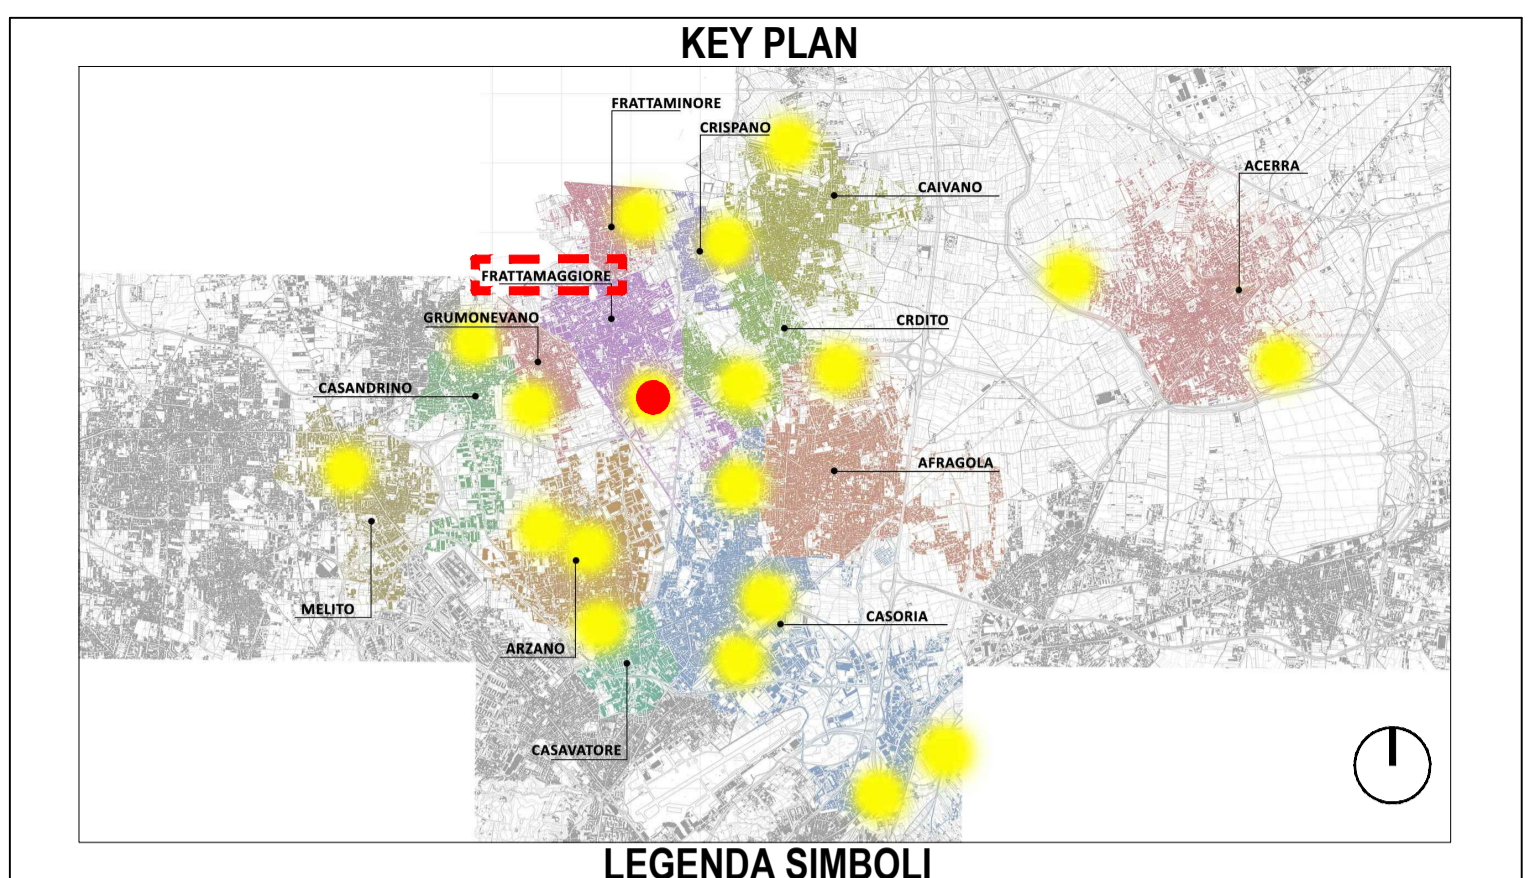 KEY PLAN
FRATTAMINORE
CRISPANO
CAIVANO
ACERRA
FRATTAMAGGIORE
GRUMONEVANO
CRDITO
CASANDRINO
AFRAGOLA
MELITO
CASORIA
ARZANO
CASAVATORE
LEGENDA SIMBOLI